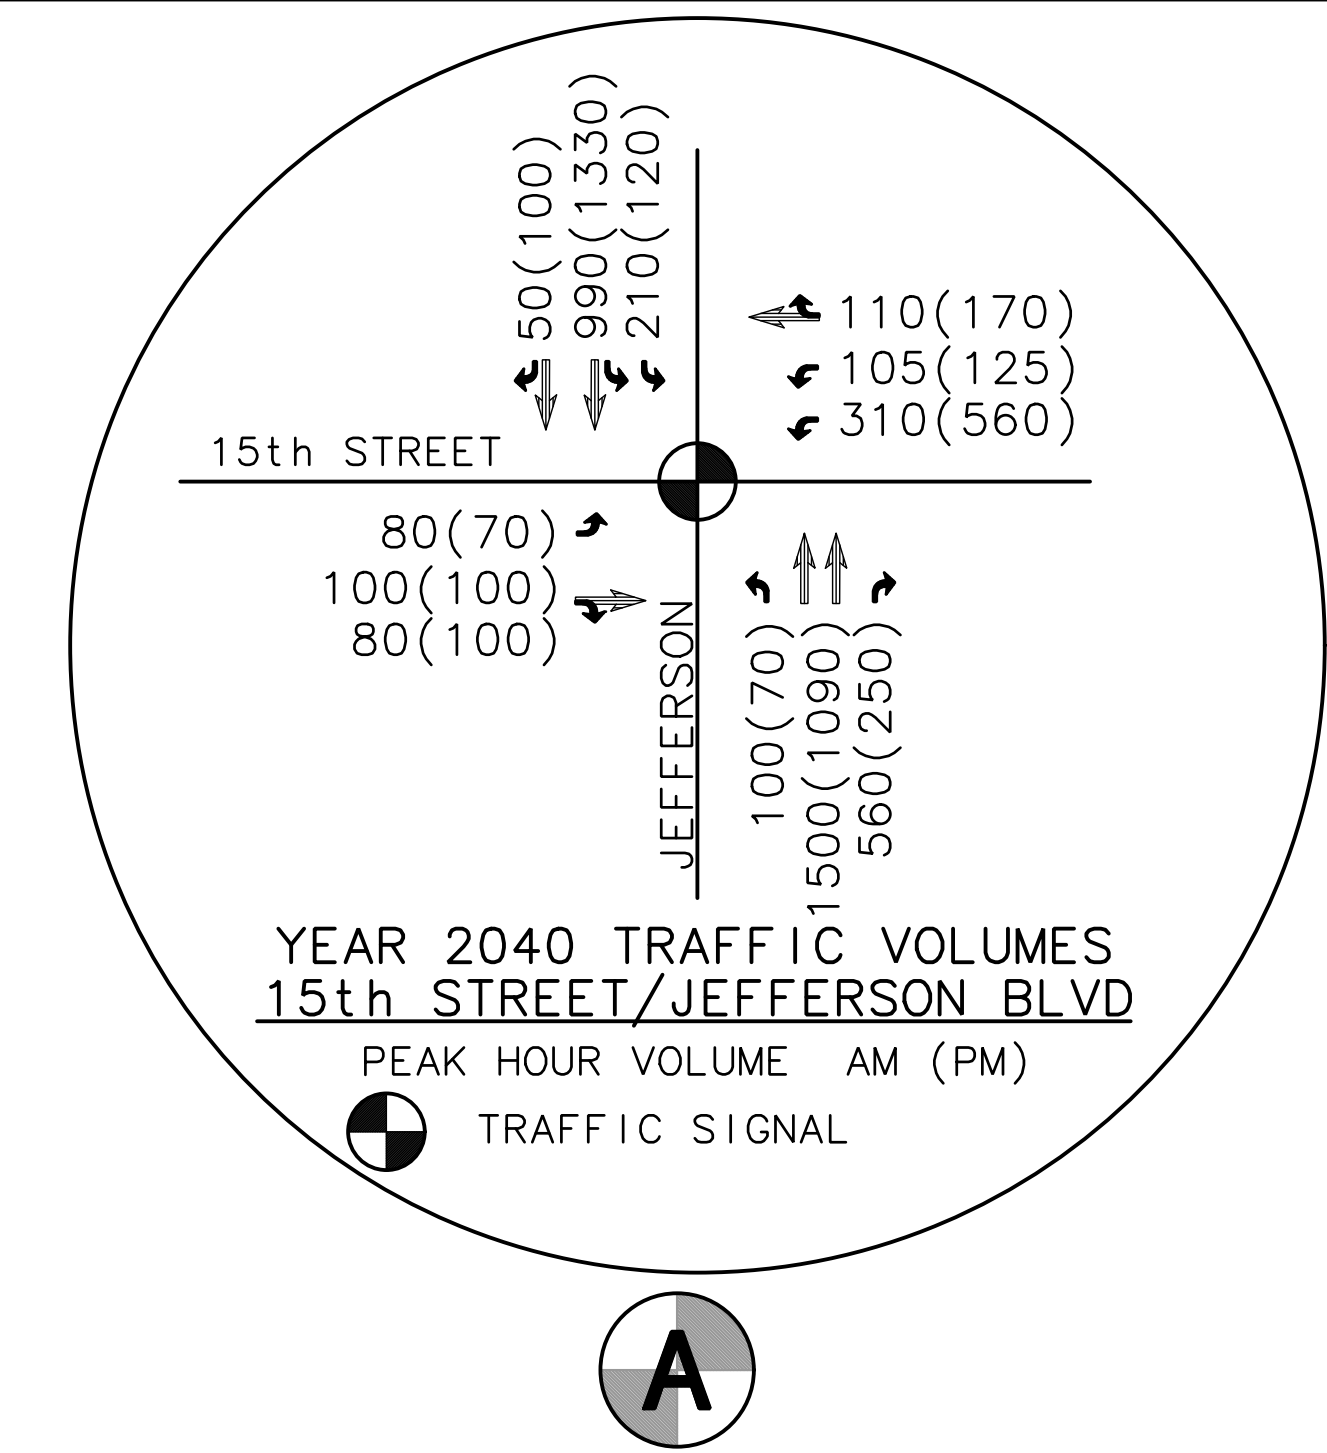 50(100)
990(1330)
210(120)
110(170)
105(125)
310(560)
15th STREET
80(70)
100(100)
80(100)
JEFFERSON
100(70)
1500(1090)
560(250)
YEAR 2040 TRAFFIC VOLUMES
15th STREET/JEFFERSON BLVD
PEAK HOUR VOLUME AM (PM)
TRAFFIC SIGNAL
A